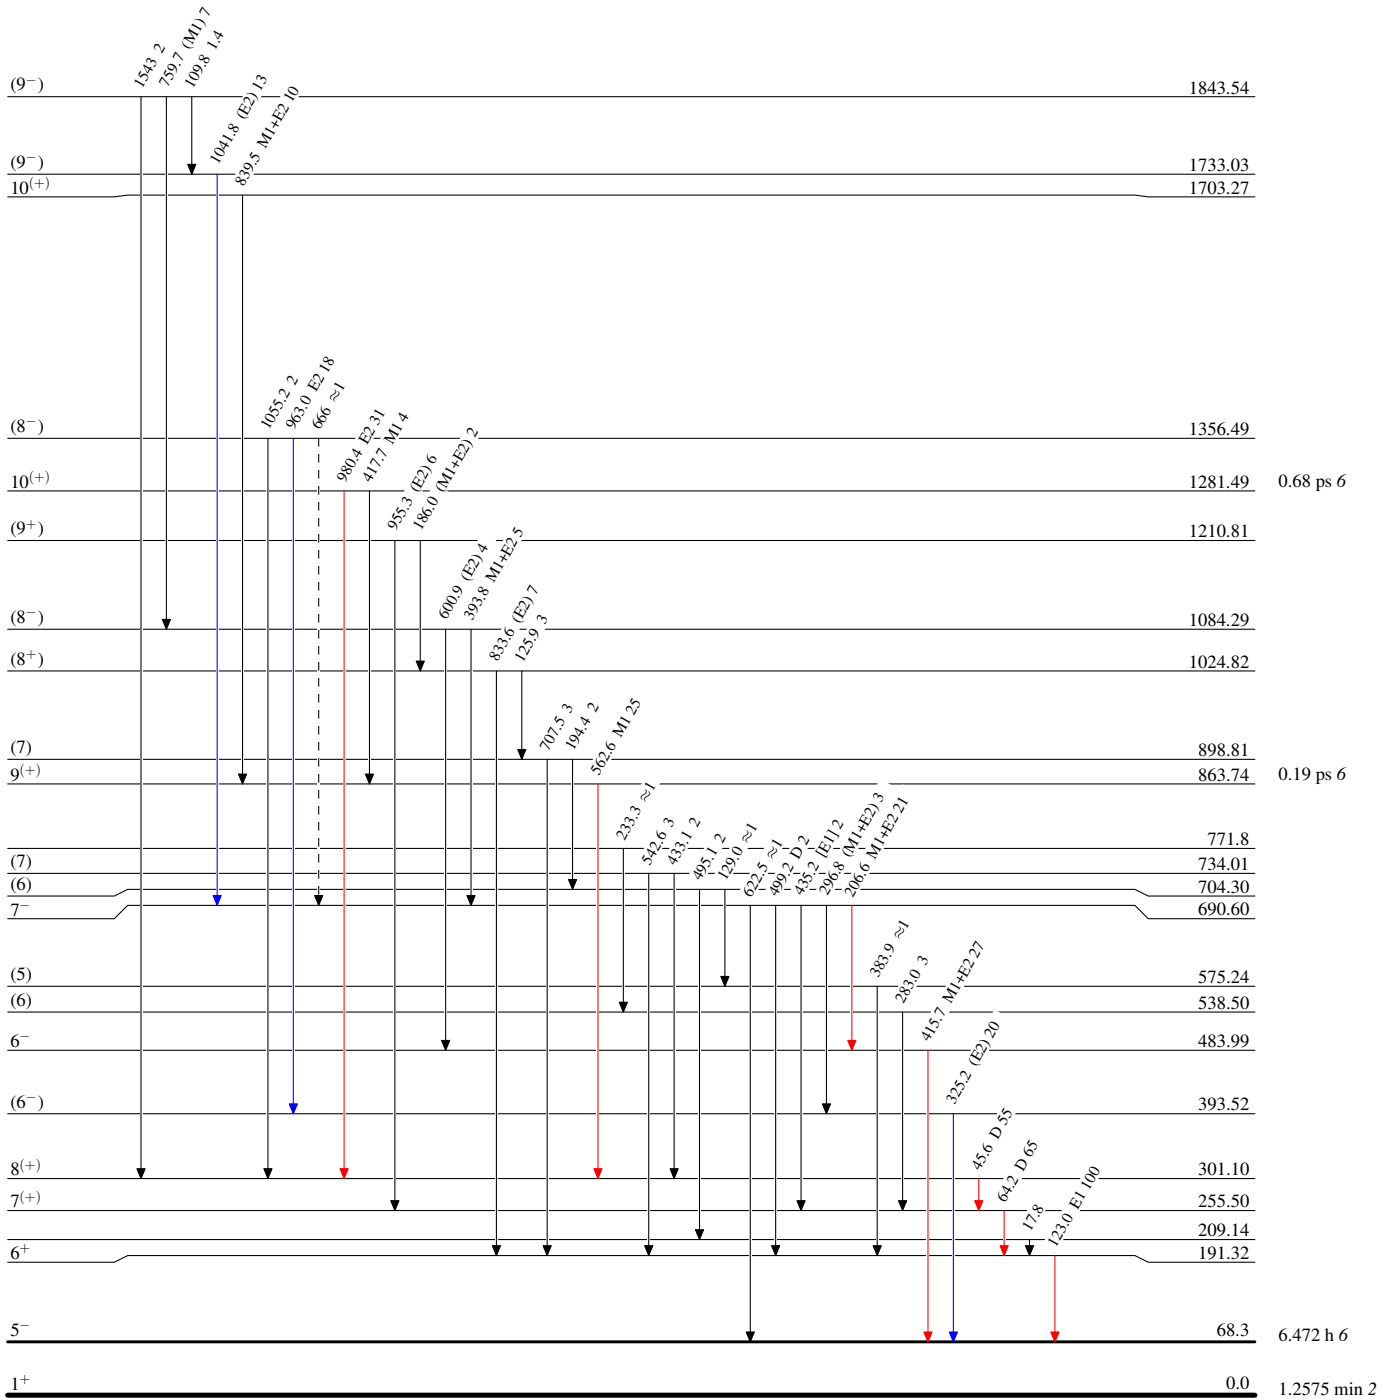 1543 2
759.7 (M1) 7
109.8 1.4
(9⁻) 1843.54
1041.8 (E2) 13
839.5 M1+E2 10
(9⁻) 1733.03
10⁽⁺⁾ 1703.27
1055.2 2
963.0 E2 18
666 ≈1
(8⁻) 1356.49
980.4 E2 31
417.7 M1 4
10⁽⁺⁾ 1281.49 0.68 ps 6
955.3 (E2) 6
186.0 (M1+E2) 2
(9⁺) 1210.81
600.9 (E2) 4
393.8 M1+E2 5
(8⁻) 1084.29
833.6 (E2) 7
125.9 3
(8⁺) 1024.82
707.5 3
194.4 2
(7) 898.81
562.6 M1 25
9⁽⁺⁾ 863.74 0.19 ps 6
233.3 ≈1
771.8
542.6 3
433.1 2
(7) 734.01
495.1 2
129.0 ≈1
(6) 704.30
622.5 ≈1
499.2 D 2
435.2 [E1] 2
296.8 (M1+E2) 3
206.6 M1+E2 21
7⁻ 690.60
383.9 ≈1
(5) 575.24
283.0 3
(6) 538.50
415.7 M1+E2 27
6⁻ 483.99
325.2 (E2) 20
(6⁻) 393.52
45.6 D 55
8⁽⁺⁾ 301.10
64.2 D 65
7⁽⁺⁾ 255.50
17.8
209.14
123.0 E1 100
6⁺ 191.32
5⁻ 68.3 6.472 h 6
1⁺ 0.0 1.2575 min 2